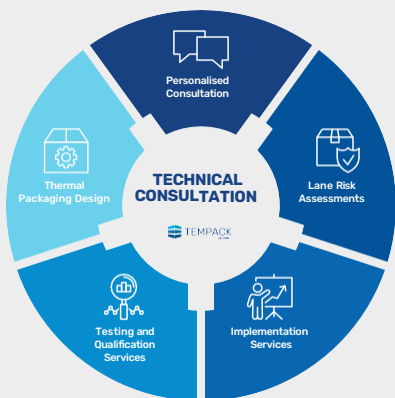 Personalised
Consultation
Lane Risk
Assessments
Implementation
Services
Testing and
Qualification
Services
Thermal
Packaging Design
TECHNICAL
CONSULTATION
TEMPACK